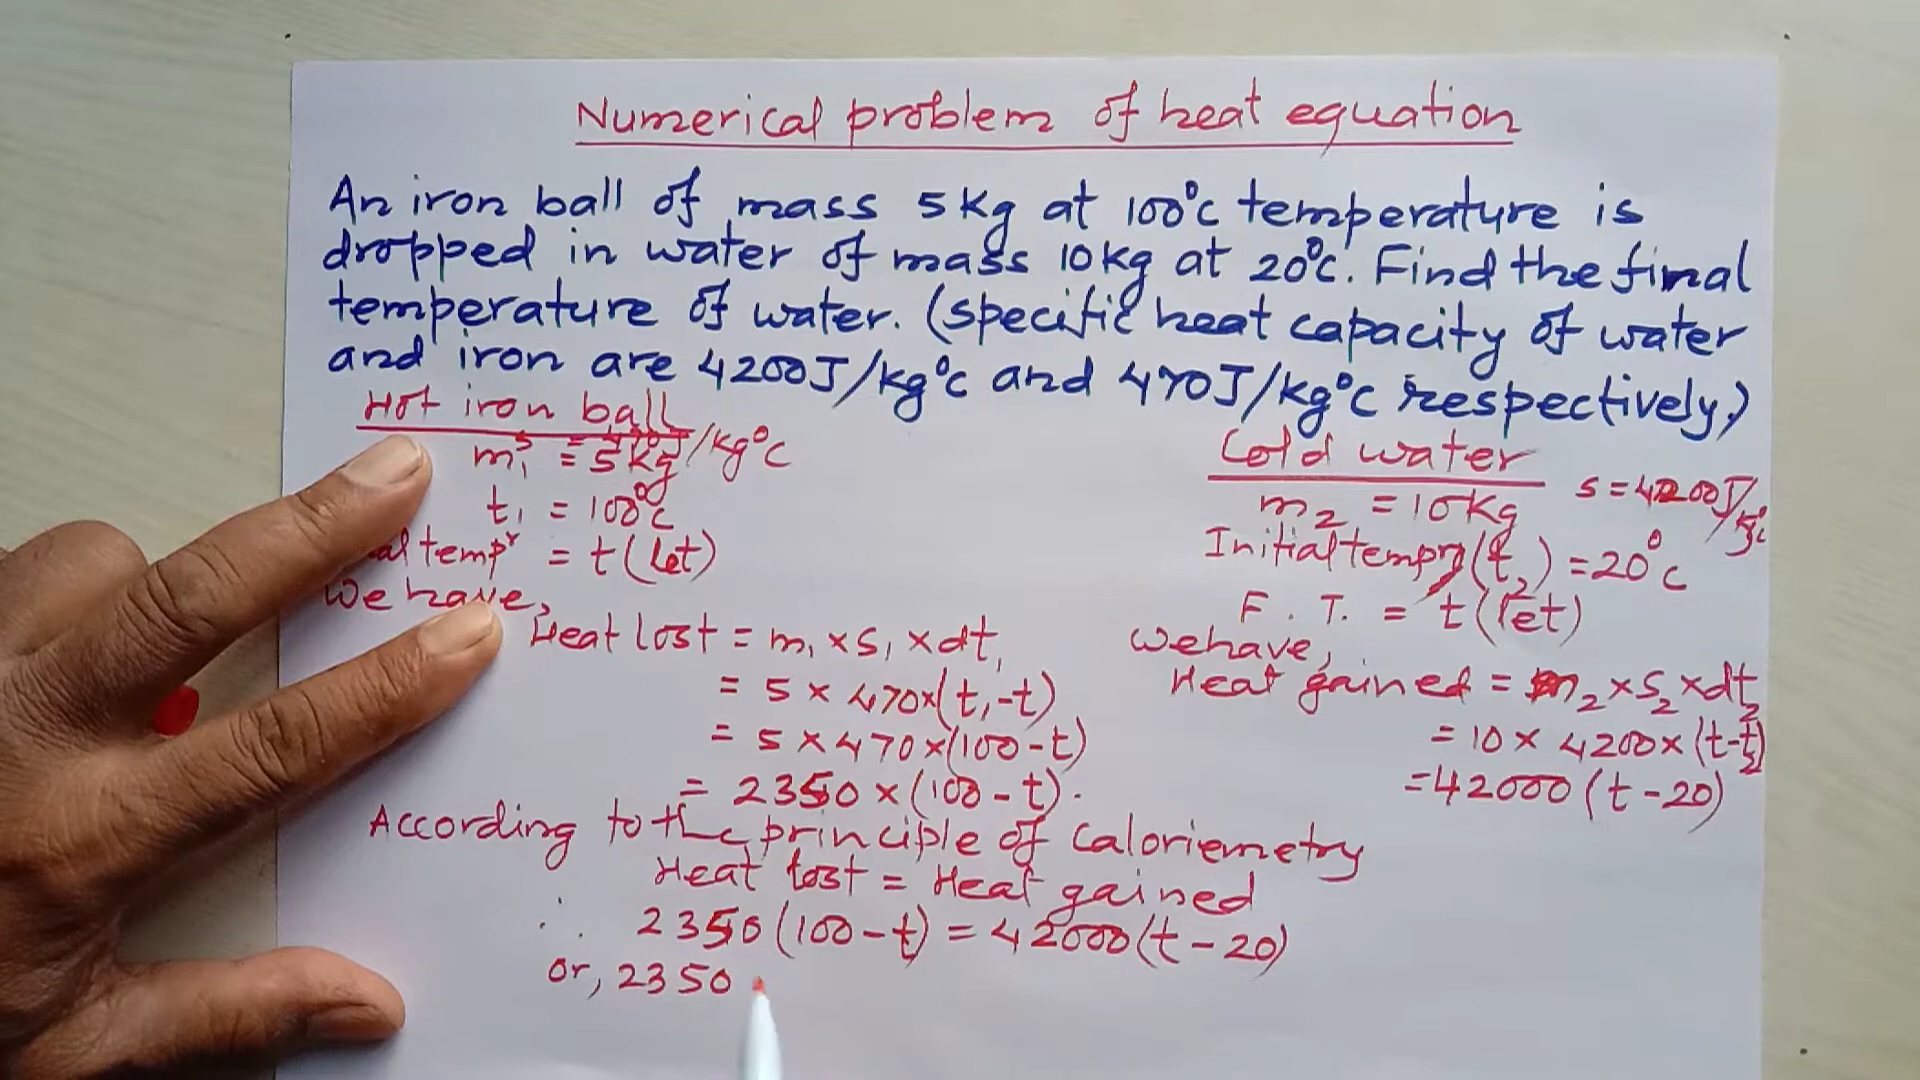 Numerical problem of heat equation
An iron ball of mass 5kg at 100°c temperature is
dropped in water of mass 10kg at 20°c. Find the final
temperature of water. (specific heat capacity of water
and iron are 4200J/kg°c and 470J/kg°c respectively.)
Hot iron ball
m₁ = 5kg /kg°c
t₁ = 100°c
temp^r = t (let)
We have,
Heat lost = m₁ × s₁ × dt₁
= 5 × 470 × (t₁ - t)
= 5 × 470 × (100 - t)
= 2350 × (100 - t).
Cold water
m₂ = 10kg s = 4200J/kg°c
Initial temp (t₂) = 20°c
F. T. = t (let)
we have,
Heat gained = m₂ × s₂ × dt₂
= 10 × 4200 × (t - t₂)
= 42000 (t - 20)
According to the principle of caloriemetry
Heat lost = Heat gained
∴ 2350 (100 - t) = 42000 (t - 20)
or, 2350